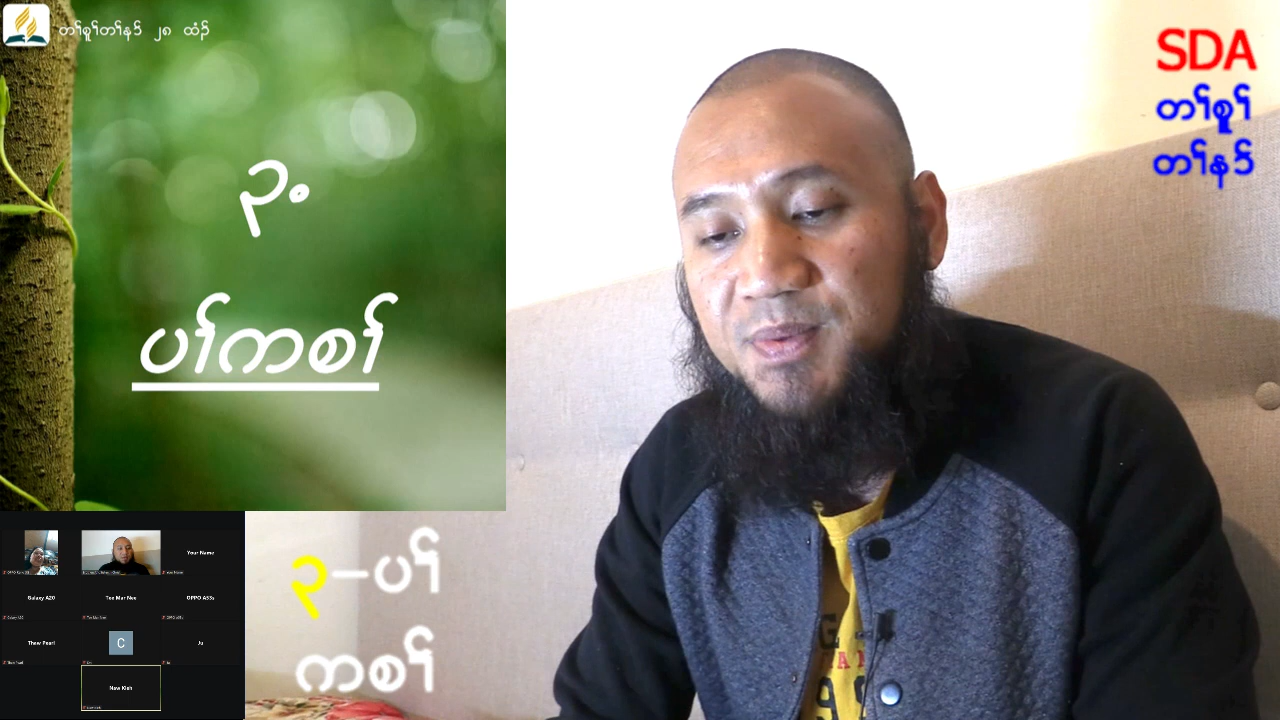 တၢ်စူၢ်တၢ်နာ် ၂၈ ထံၣ်
၃.
ပၢ်ကစၢ်
SDA
တၢ်စူၢ်
တၢ်နာ်
၃-ပၢ်
ကစၢ်
Your Name
Galaxy A20
Tee Mar Nee
OPPO A53s
Thaw Pearl
C
Ju
Naw Kish